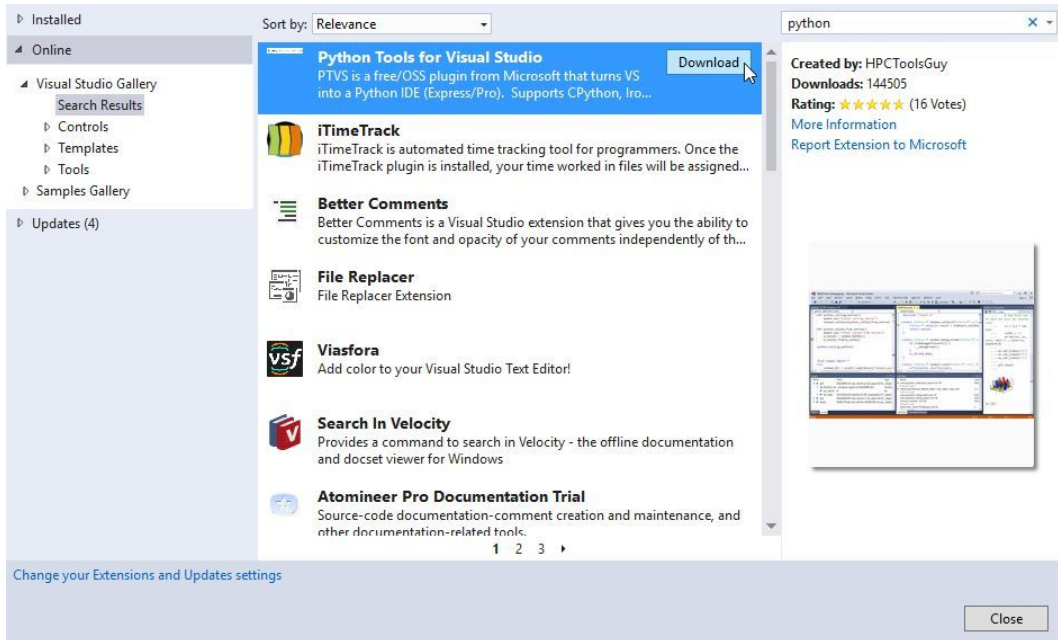 Installed
Online
Visual Studio Gallery
Search Results
Controls
Templates
Tools
Samples Gallery
Updates (4)
Sort by: Relevance
Python Tools for Visual Studio
PTVS is a free/OSS plugin from Microsoft that turns VS
into a Python IDE (Express/Pro). Supports CPython, Iro...
Download
iTimeTrack
iTimeTrack is automated time tracking tool for programmers. Once the
iTimeTrack plugin is installed, your time worked in files will be assigned...
Better Comments
Better Comments is a Visual Studio extension that gives you the ability to
customize the font and opacity of your comments independently of th...
File Replacer
File Replacer Extension
vsf
Viasfora
Add color to your Visual Studio Text Editor!
Search In Velocity
Provides a command to search in Velocity - the offline documentation
and docset viewer for Windows
Atomineer Pro Documentation Trial
Source-code documentation-comment creation and maintenance, and
other documentation-related tools.
1 2 3
python
Created by: HPCToolsGuy
Downloads: 144505
Rating: (16 Votes)
More Information
Report Extension to Microsoft
Change your Extensions and Updates settings
Close